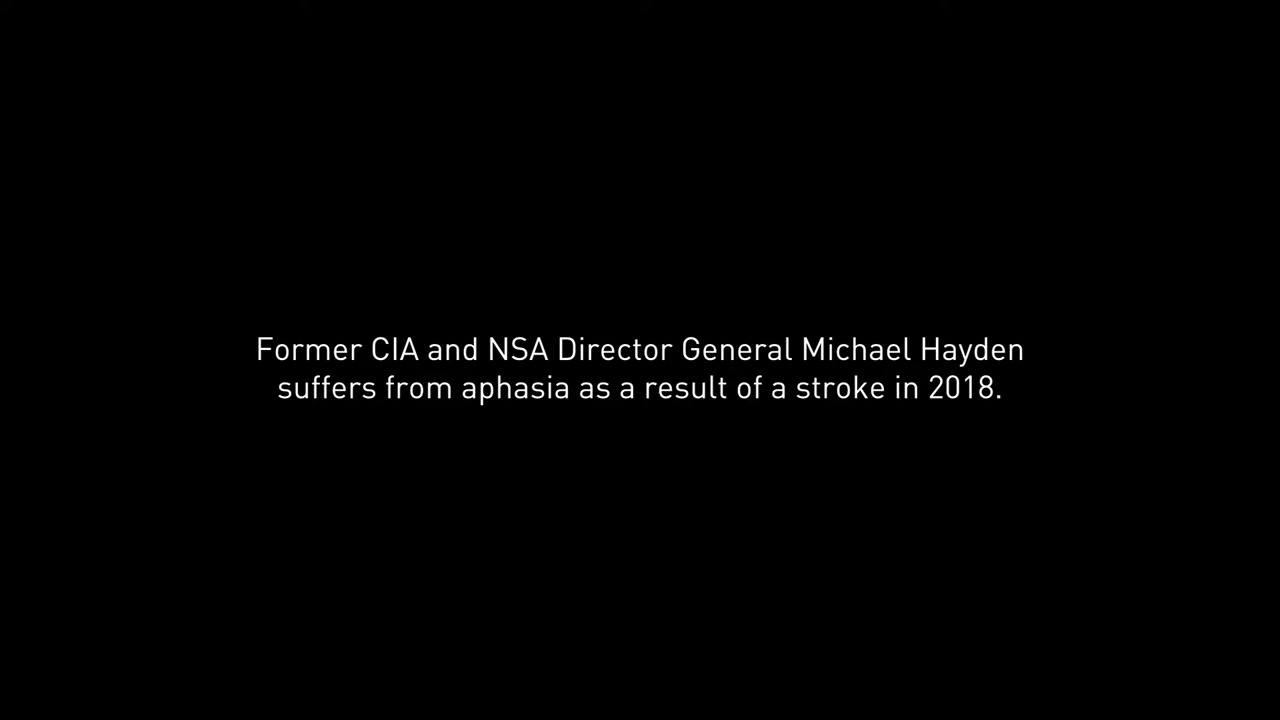 Former CIA and NSA Director General Michael Hayden
suffers from aphasia as a result of a stroke in 2018.